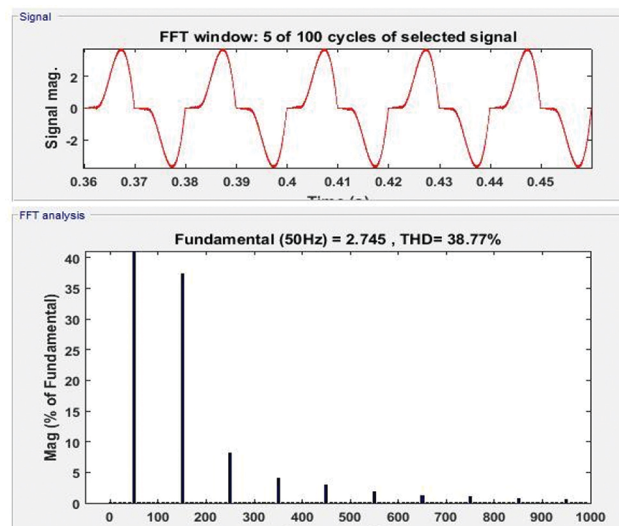 Signal
FFT window: 5 of 100 cycles of selected signal
Signal mag.
2
0
-2
0.36 0.37 0.38 0.39 0.4 0.41 0.42 0.43 0.44 0.45
Time (s)
FFT analysis
Fundamental (50Hz) = 2.745 , THD= 38.77%
Mag (% of Fundamental)
40
35
30
25
20
15
10
5
0
0 100 200 300 400 500 600 700 800 900 1000